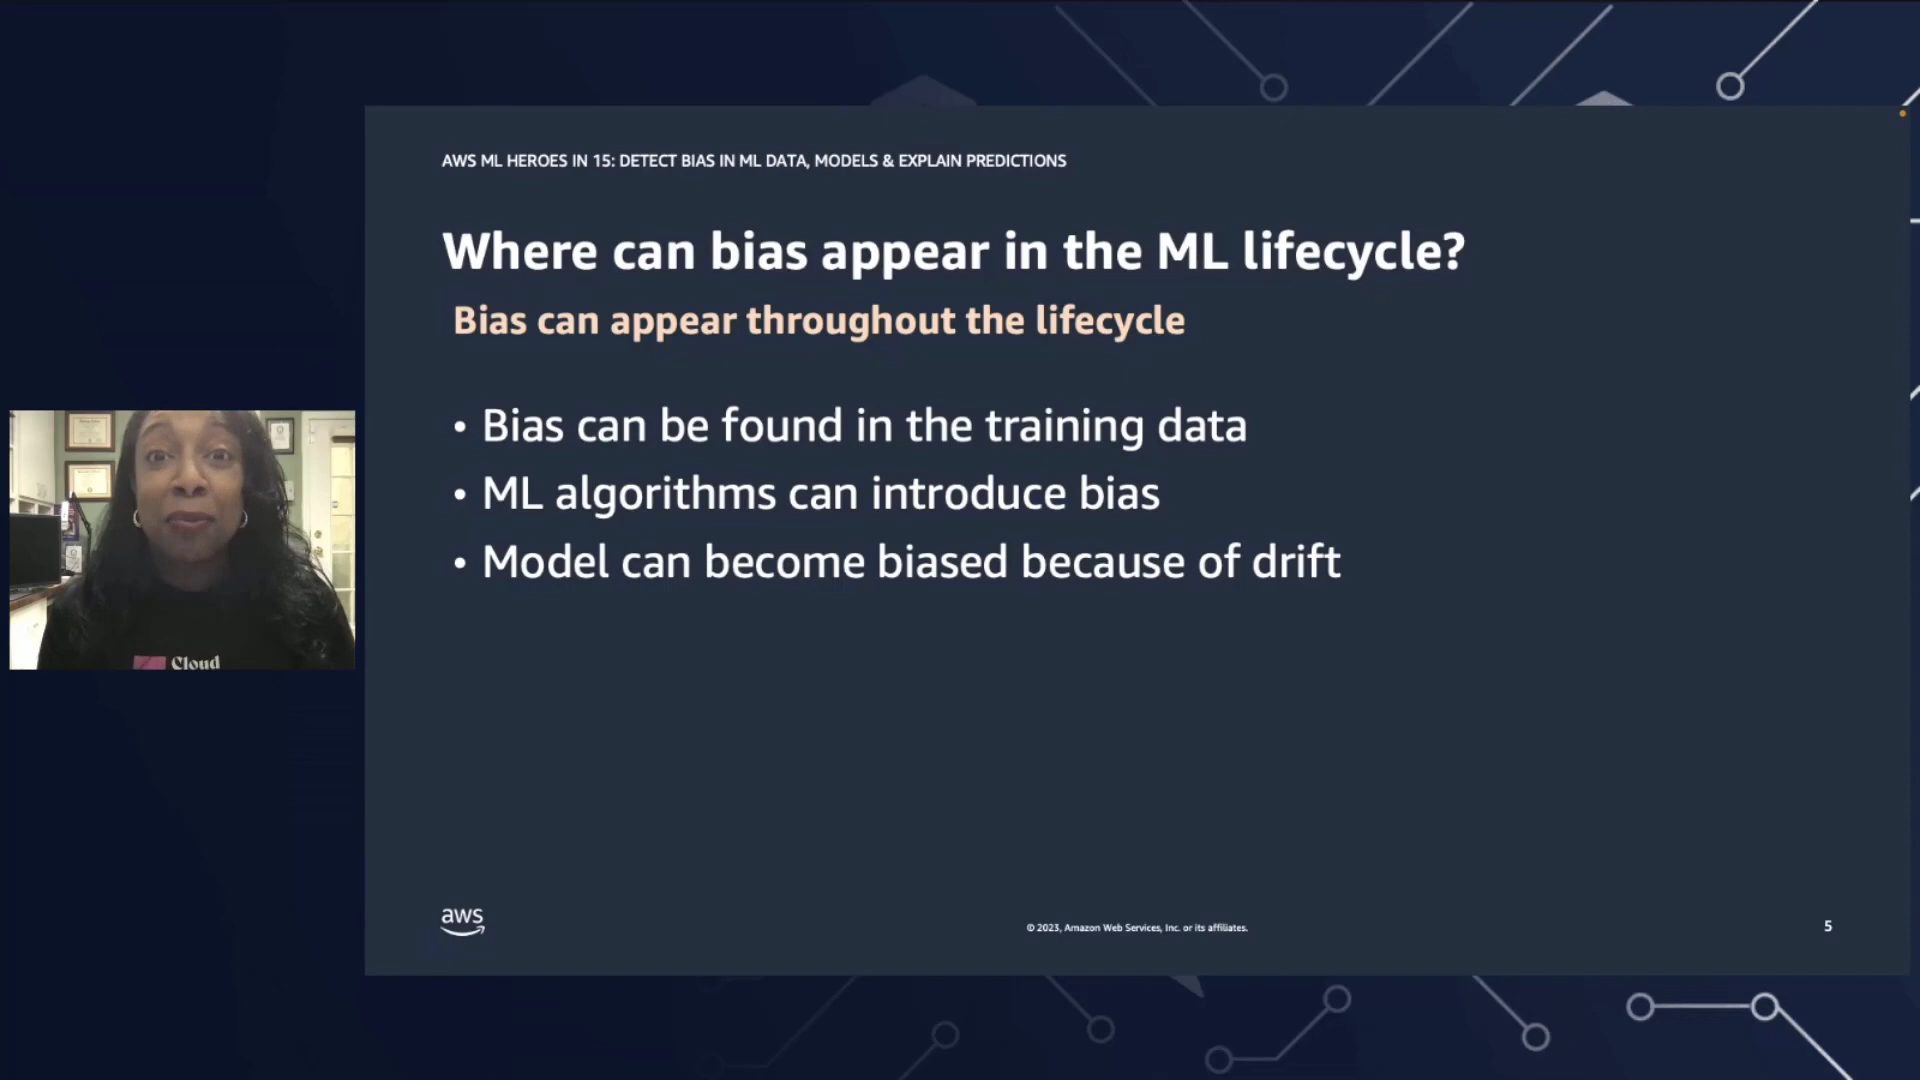 AWS ML HEROES IN 15: DETECT BIAS IN ML DATA, MODELS & EXPLAIN PREDICTIONS
Where can bias appear in the ML lifecycle?
Bias can appear throughout the lifecycle
• Bias can be found in the training data
• ML algorithms can introduce bias
• Model can become biased because of drift
Cloud
aws
© 2023, Amazon Web Services, Inc. or its affiliates.
5